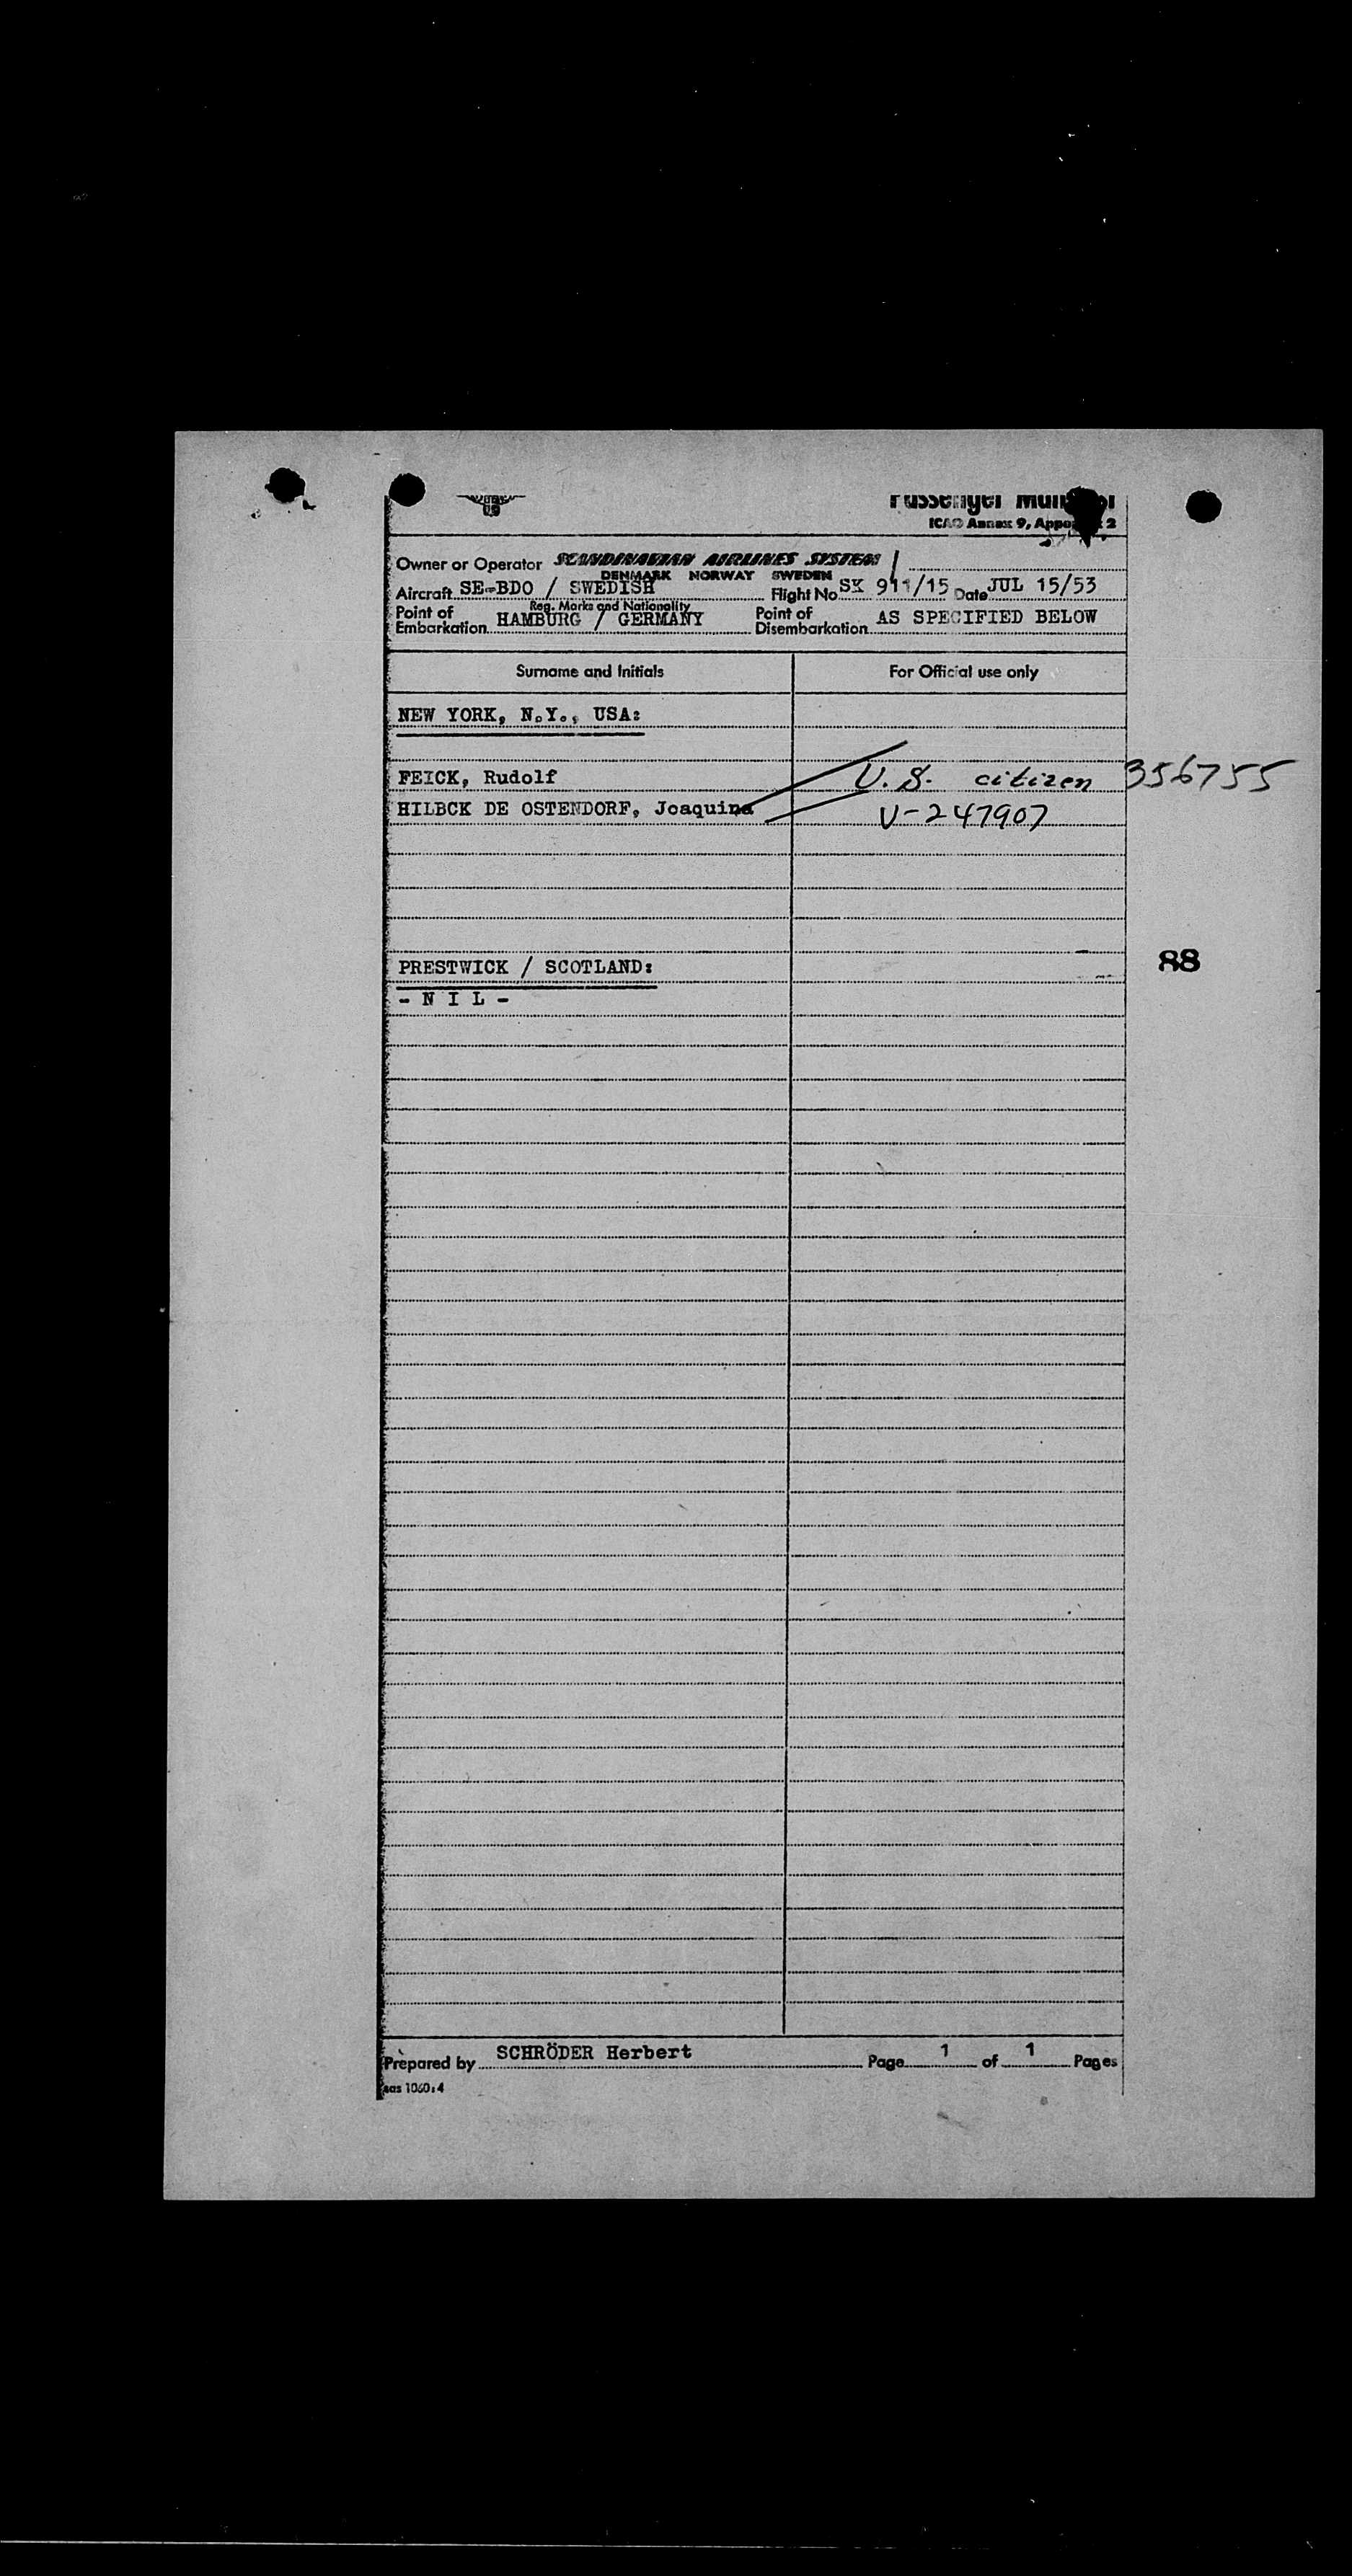 Passenger Manifest
ICAO Annex 9, Appendix 2
Owner or Operator SCANDINAVIAN AIRLINES SYSTEM
DENMARK NORWAY SWEDEN
Aircraft SE-BDO / SWEDISH Flight No SK 911/15 Date JUL 15/53
Reg. Marks and Nationality
Point of Embarkation HAMBURG / GERMANY Point of Disembarkation AS SPECIFIED BELOW
Surname and Initials For Official use only
NEW YORK, N.Y., USA:
FEICK, Rudolf U.S. citizen 356755
HILBCK DE OSTENDORF, Joaquina V-247907
88
PRESTWICK / SCOTLAND:
- N I L -
Prepared by SCHRÖDER Herbert Page 1 of 1 Pages
sas 1060:4